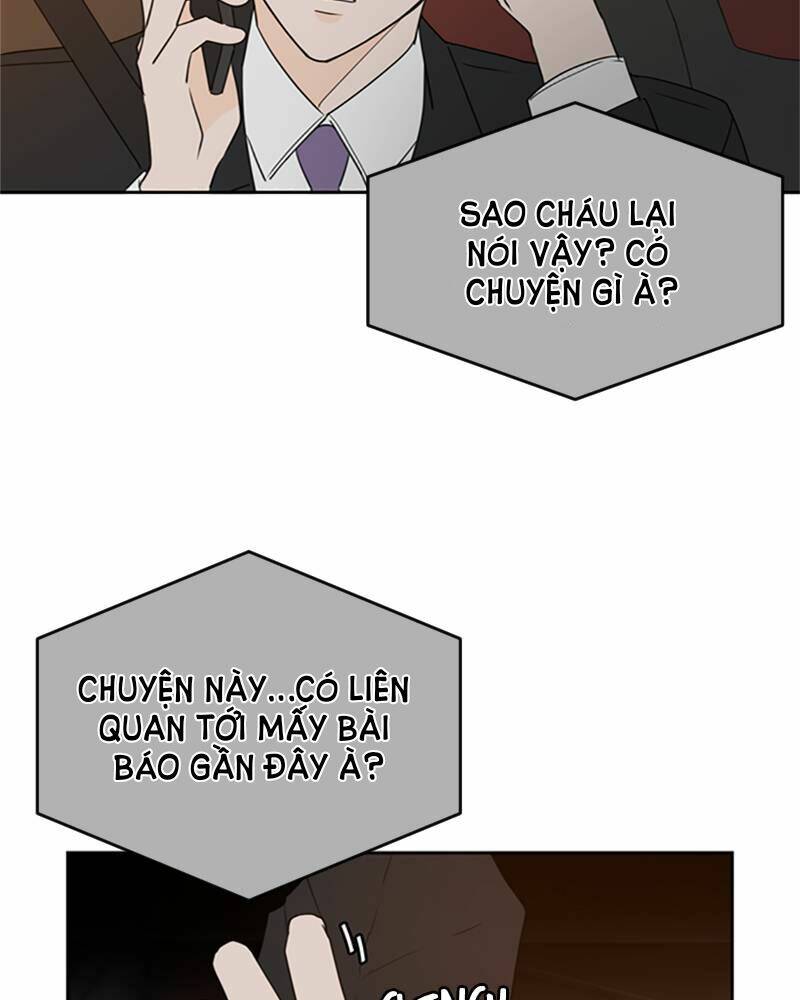 SAO CHÁU LẠI
NÓI VẬY? CÓ
CHUYỆN GÌ À?
CHUYỆN NÀY...CÓ LIÊN
QUAN TỚI MẤY BÀI
BÁO GẦN ĐÂY À?